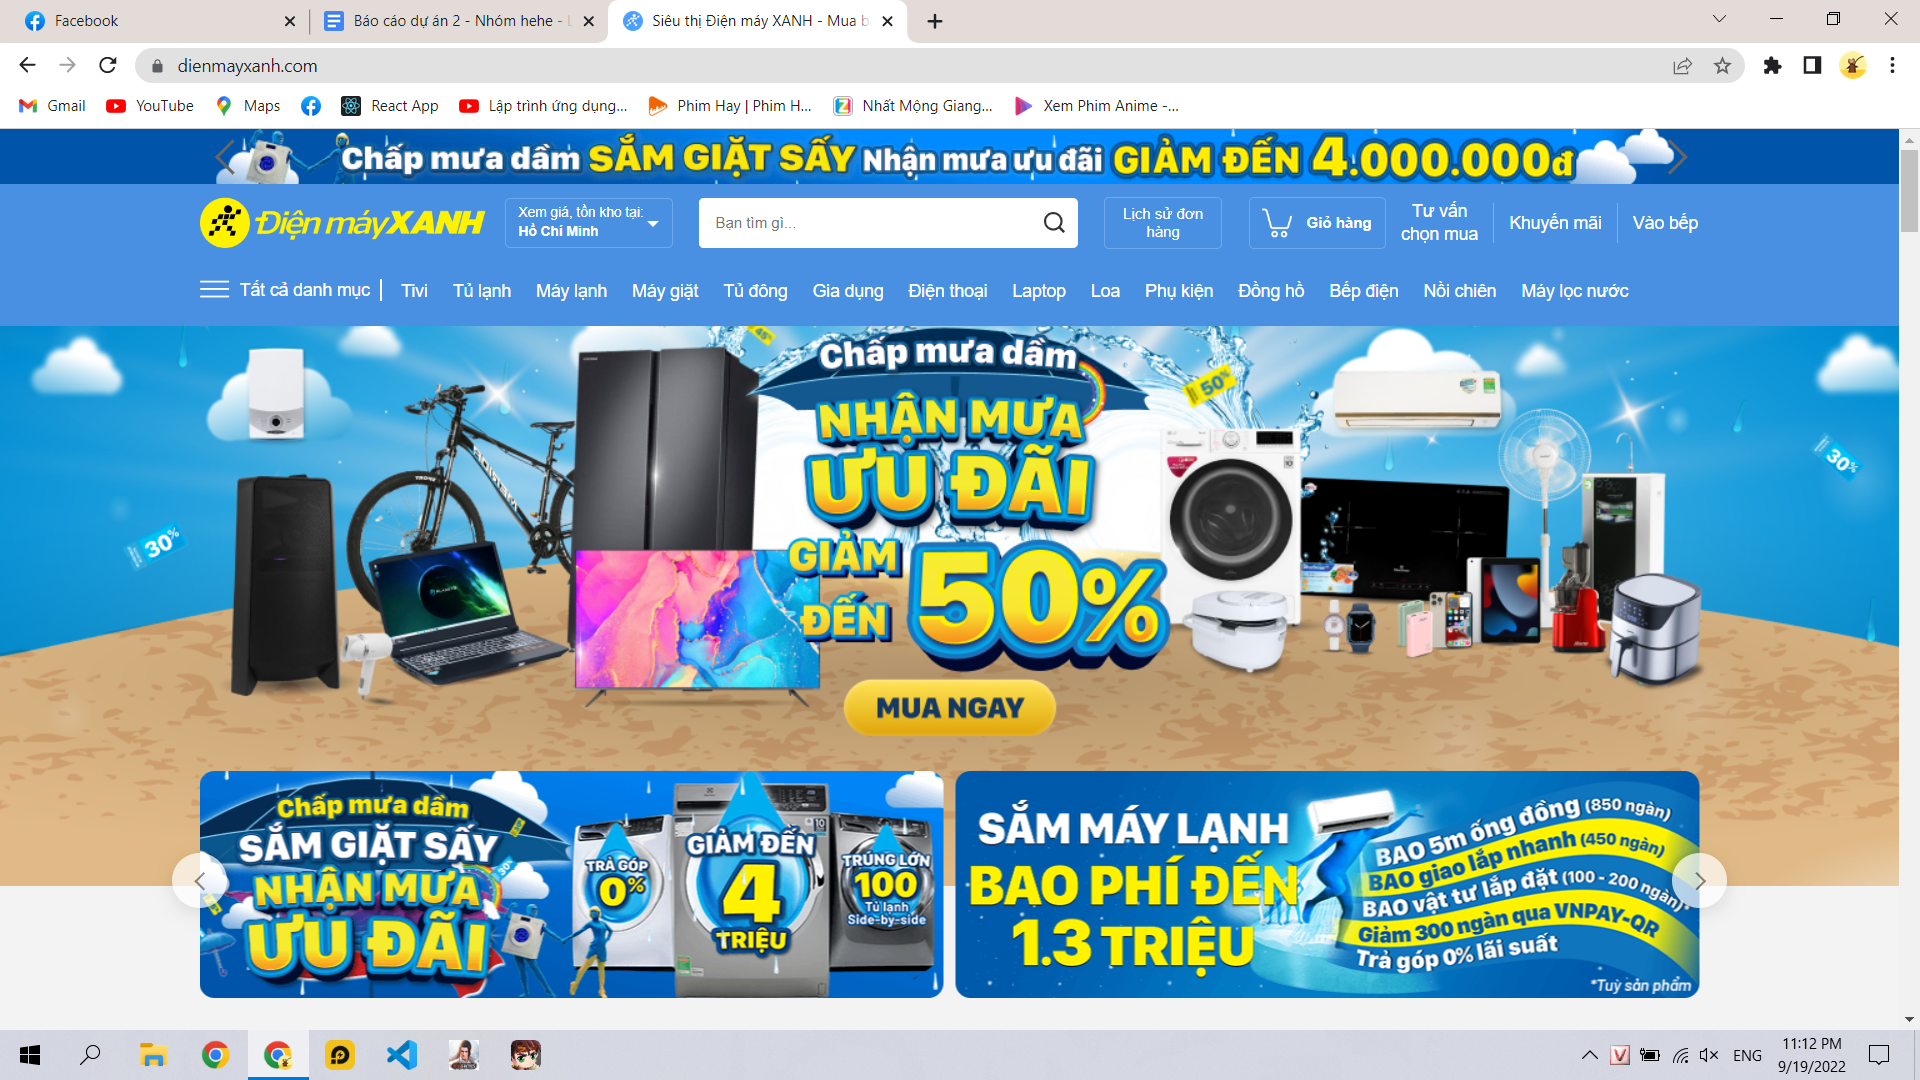 Facebook
Báo cáo dự án 2 - Nhóm hehe -
Siêu thị Điện máy XANH - Mua
dienmayxanh.com
Gmail
YouTube
Maps
React App
Lập trình ứng dụng...
Phim Hay | Phim H...
Nhất Mộng Giang...
Xem Phim Anime -...
Chấp mưa dầm SẮM GIẶT SẤY Nhận mưa ưu đãi GIẢM ĐẾN 4.000.000đ
Điện máy XANH
Xem giá, tồn kho tại:
Hồ Chí Minh
Bạn tìm gì...
Lịch sử đơn
hàng
Giỏ hàng
Tư vấn
chọn mua
Khuyến mãi
Vào bếp
Tất cả danh mục
Tivi
Tủ lạnh
Máy lạnh
Máy giặt
Tủ đông
Gia dụng
Điện thoại
Laptop
Loa
Phụ kiện
Đồng hồ
Bếp điện
Nồi chiên
Máy lọc nước
Chấp mưa dầm
NHẬN MƯA
ƯU ĐÃI
GIẢM
ĐẾN
50%
MUA NGAY
45%
50%
30%
30%
Chấp mưa dầm
SẮM GIẶT SẤY
NHẬN MƯA
ƯU ĐÃI
30%
TRẢ GÓP
0%
GIẢM ĐẾN
4
TRIỆU
TRÚNG LỚN
100
Tủ lạnh
Side-by-side
SẮM MÁY LẠNH
BAO PHÍ ĐẾN
1.3 TRIỆU
BAO 5m ống đồng (850 ngàn)
BAO giao lắp nhanh (450 ngàn)
BAO vật tư lắp đặt (100 - 200 ngàn)*
Giảm 300 ngàn qua VNPAY-QR
Trả góp 0% lãi suất
*Tuỳ sản phẩm
ENG
11:12 PM
9/19/2022